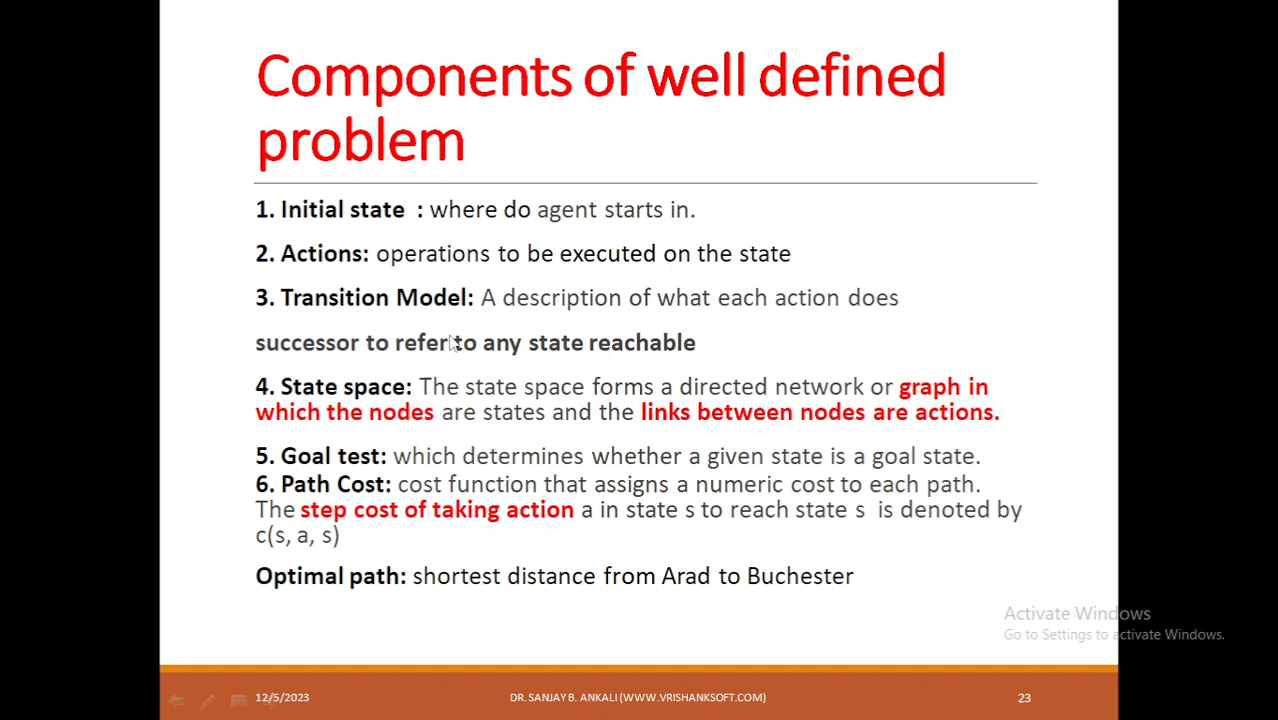 Components of well defined
problem
1. Initial state : where do agent starts in.
2. Actions: operations to be executed on the state
3. Transition Model: A description of what each action does
successor to refer to any state reachable
4. State space: The state space forms a directed network or graph in
which the nodes are states and the links between nodes are actions.
5. Goal test: which determines whether a given state is a goal state.
6. Path Cost: cost function that assigns a numeric cost to each path.
The step cost of taking action a in state s to reach state s is denoted by
c(s, a, s)
Optimal path: shortest distance from Arad to Buchester
Activate Windows
Go to Settings to activate Windows.
12/5/2023 DR. SANJAY B. ANKALI (WWW.VRISHANKSOFT.COM) 23